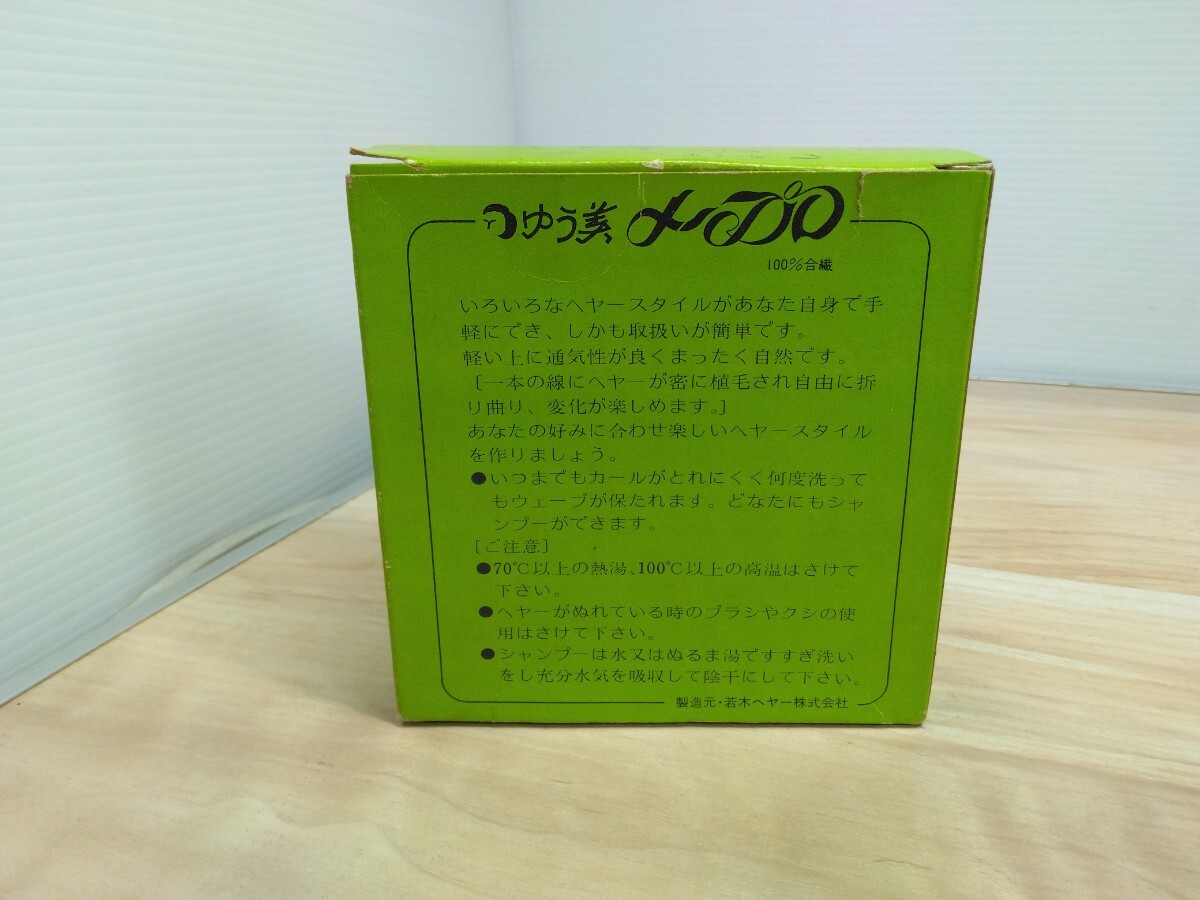 ゆう美 メープロ
100%合繊
いろいろなヘヤースタイルがあなた自身で手
軽にでき、しかも取扱いが簡単です。
軽い上に通気性が良くまったく自然です。
[一本の線にヘヤーが密に植毛され自由に折
り曲り、変化が楽しめます。]
あなたの好みに合わせ楽しいヘヤースタイル
を作りましょう。
●いつまでもカールがとれにくく何度洗って
もウェーブが保たれます。どなたにもシャ
ンプーができます。
[ご注意]
●70℃以上の熱湯、100℃以上の高温はさけて
下さい。
●ヘヤーがぬれている時のブラシやクシの使
用はさけて下さい。
●シャンプーは水又はぬるま湯ですすぎ洗い
をし充分水気を吸収して陰干にして下さい。
製造元・若木ヘヤー株式会社